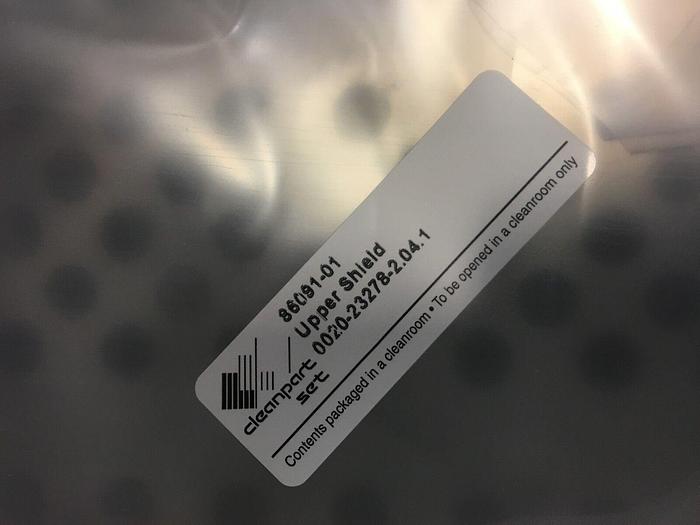 86091-01
Upper Shield
0020-23278-2.04.1
cleanpart
set
Contents packaged in a cleanroom • To be opened in a cleanroom only